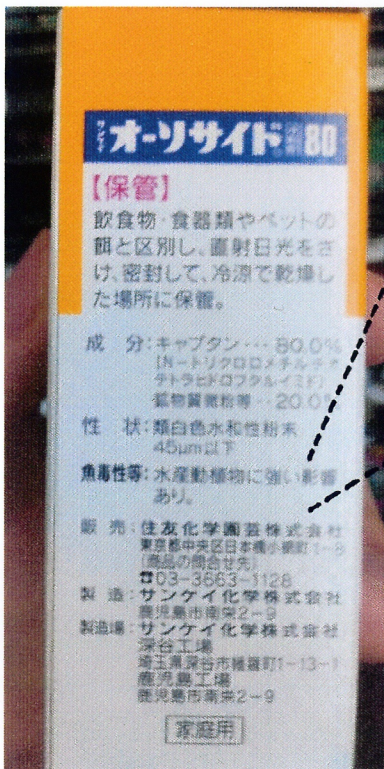 サンケイ オーソサイド 水和剤 80
【保管】
飲食物・食器類やペットの
餌と区別し、直射日光をさ
け、密封して、冷涼で乾燥し
た場所に保管。
成　分：キャプタン‥‥80.0%
(N－トリクロロメチルチオ
テトラヒドロフタルイミド)
鉱物質微粉等‥20.0%
性　状：類白色水和性粉末
45μm以下
魚毒性等：水産動植物に強い影響
あり。
販　売：住友化学園芸株式会社
東京都中央区日本橋小網町1－8
(商品の問合せ先)
☎03－3663－1128
製　造：サンケイ化学株式会社
鹿児島市南栄2－9
製造場：サンケイ化学株式会社
深谷工場
埼玉県深谷市幡羅町1－13－1
鹿児島工場
鹿児島市南栄2－9
家庭用